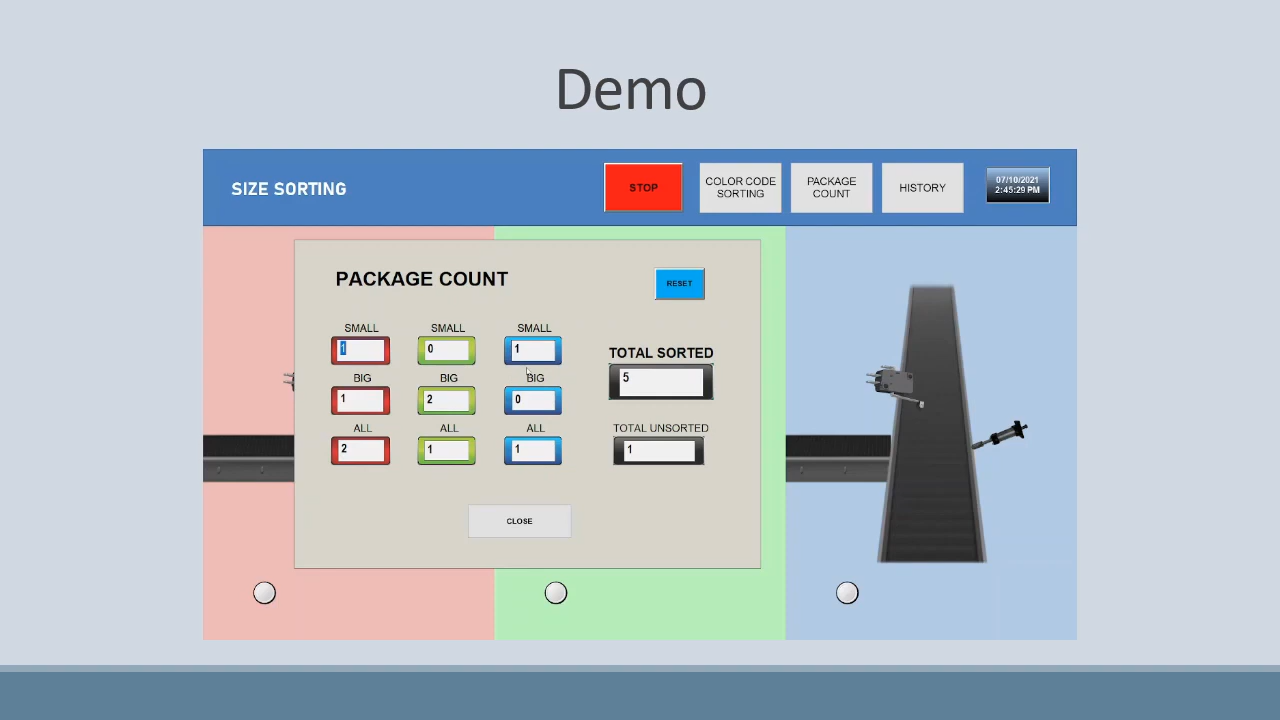 Demo
SIZE SORTING
STOP
COLOR CODE
SORTING
PACKAGE
COUNT
HISTORY
07/10/2021
2:45:29 PM
PACKAGE COUNT
RESET
SMALL SMALL SMALL
1 0 1
BIG BIG BIG
1 2 0
ALL ALL ALL
2 1 1
TOTAL SORTED
5
TOTAL UNSORTED
1
CLOSE